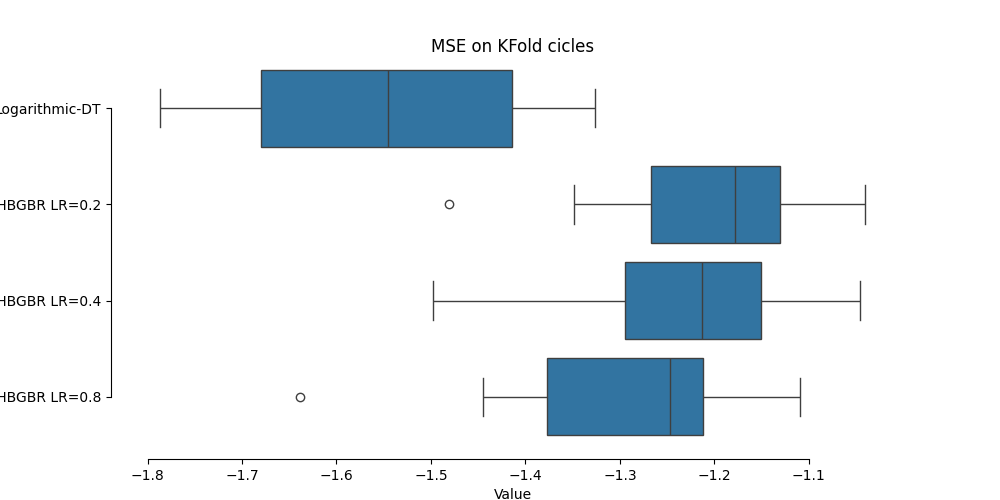 MSE on KFold cicles
Logarithmic-DT
HBGBR LR=0.2
HBGBR LR=0.4
HBGBR LR=0.8
−1.8 −1.7 −1.6 −1.5 −1.4 −1.3 −1.2 −1.1
Value